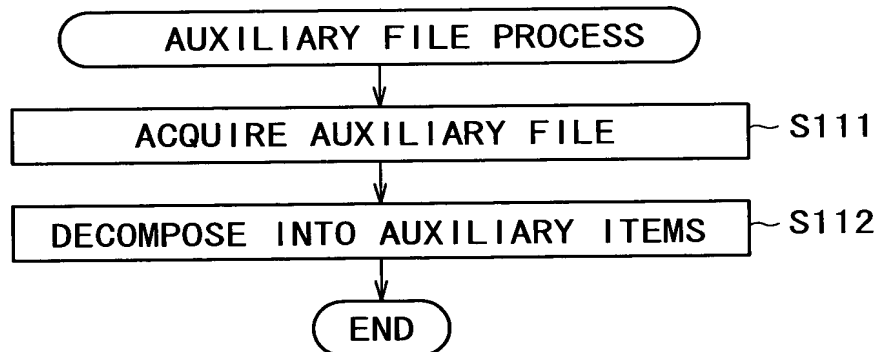 AUXILIARY FILE PROCESS
ACQUIRE AUXILIARY FILE
S111
DECOMPOSE INTO AUXILIARY ITEMS
S112
END